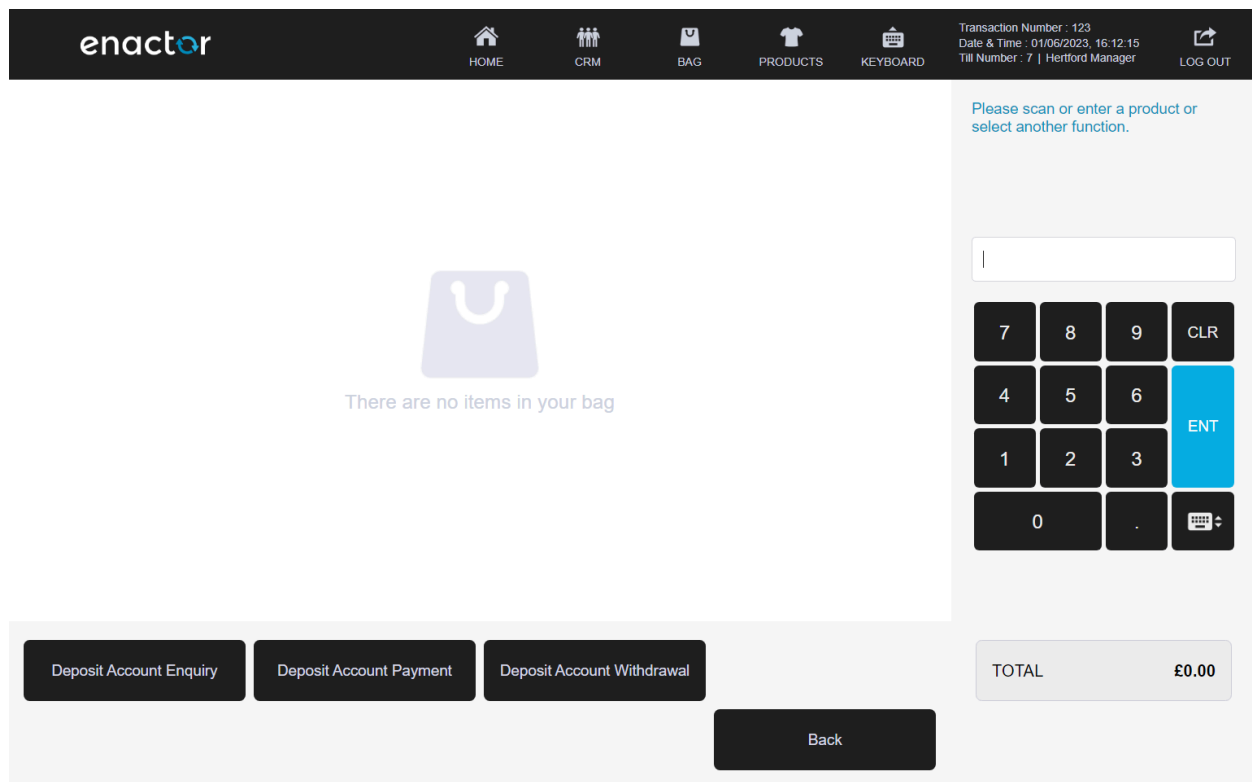 enactor
HOME
CRM
BAG
PRODUCTS
KEYBOARD
Transaction Number : 123
Date & Time : 01/06/2023, 16:12:15
Till Number : 7 | Hertford Manager
LOG OUT
Please scan or enter a product or
select another function.
There are no items in your bag
7 8 9 CLR
4 5 6
ENT
1 2 3
0 .
Deposit Account Enquiry
Deposit Account Payment
Deposit Account Withdrawal
TOTAL £0.00
Back